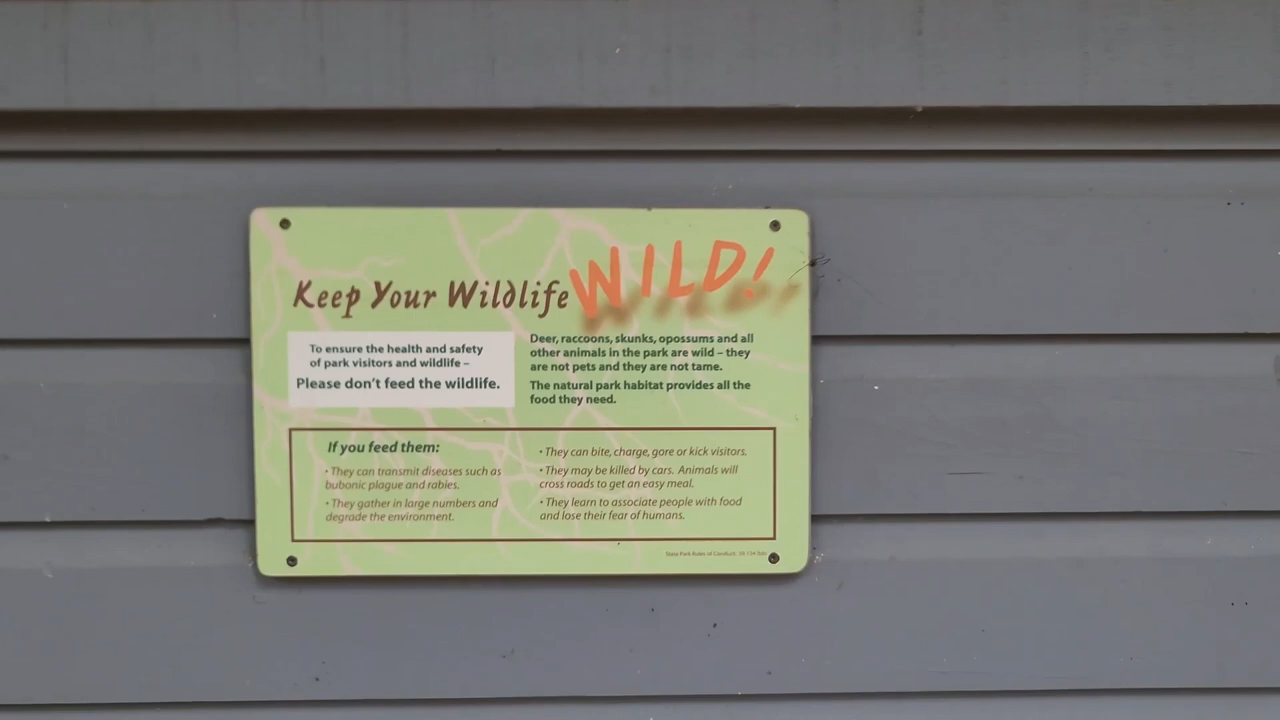 Keep Your Wildlife WILD!
To ensure the health and safety
of park visitors and wildlife –
Please don't feed the wildlife.
Deer, raccoons, skunks, opossums and all
other animals in the park are wild – they
are not pets and they are not tame.
The natural park habitat provides all the
food they need.
If you feed them:
• They can transmit diseases such as
bubonic plague and rabies.
• They gather in large numbers and
degrade the environment.
• They can bite, charge, gore or kick visitors.
• They may be killed by cars. Animals will
cross roads to get an easy meal.
• They learn to associate people with food
and lose their fear of humans.
State Park Rules of Conduct: